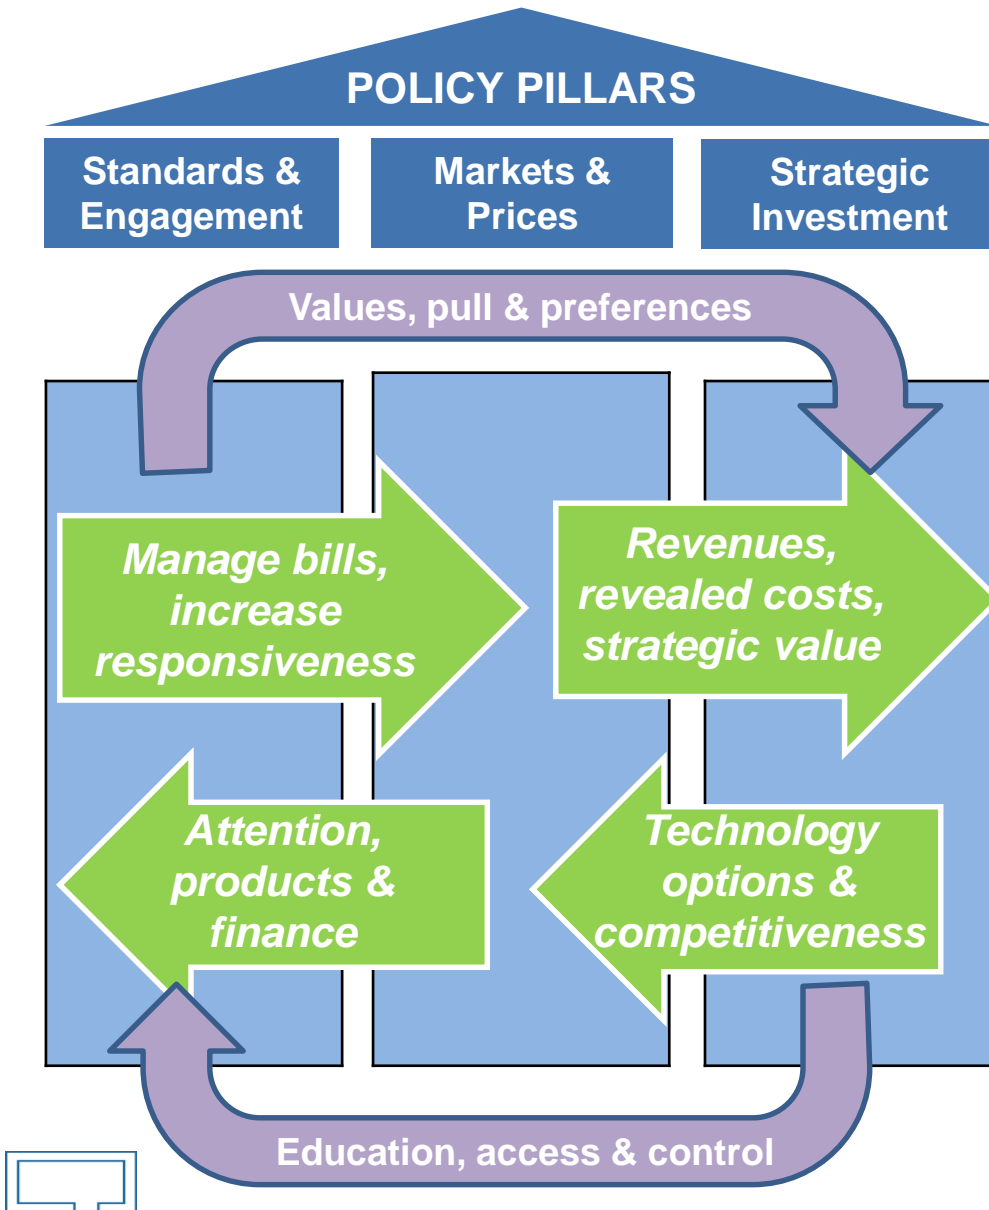 POLICY PILLARS
Standards &
Engagement
Markets &
Prices
Strategic
Investment
Values, pull & preferences
Manage bills,
increase
responsiveness
Revenues,
revealed costs,
strategic value
Attention,
products &
finance
Technology
options &
competitiveness
Education, access & control